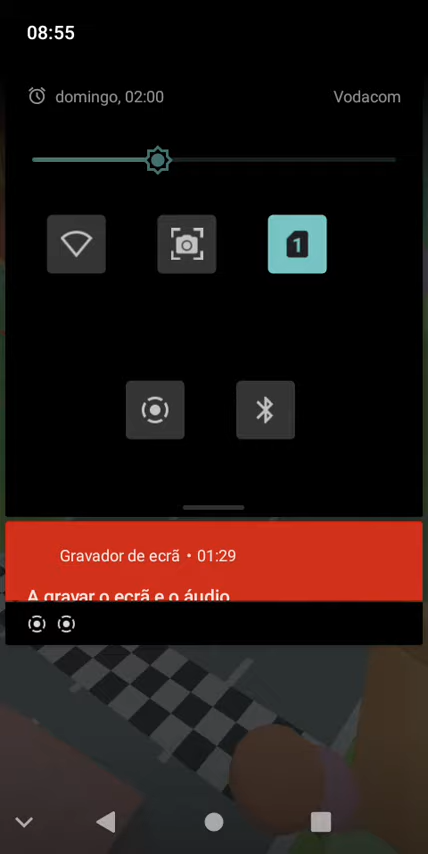 08:55
domingo, 02:00
Vodacom
1
Gravador de ecrã • 01:29
A gravar o ecrã e o áudio